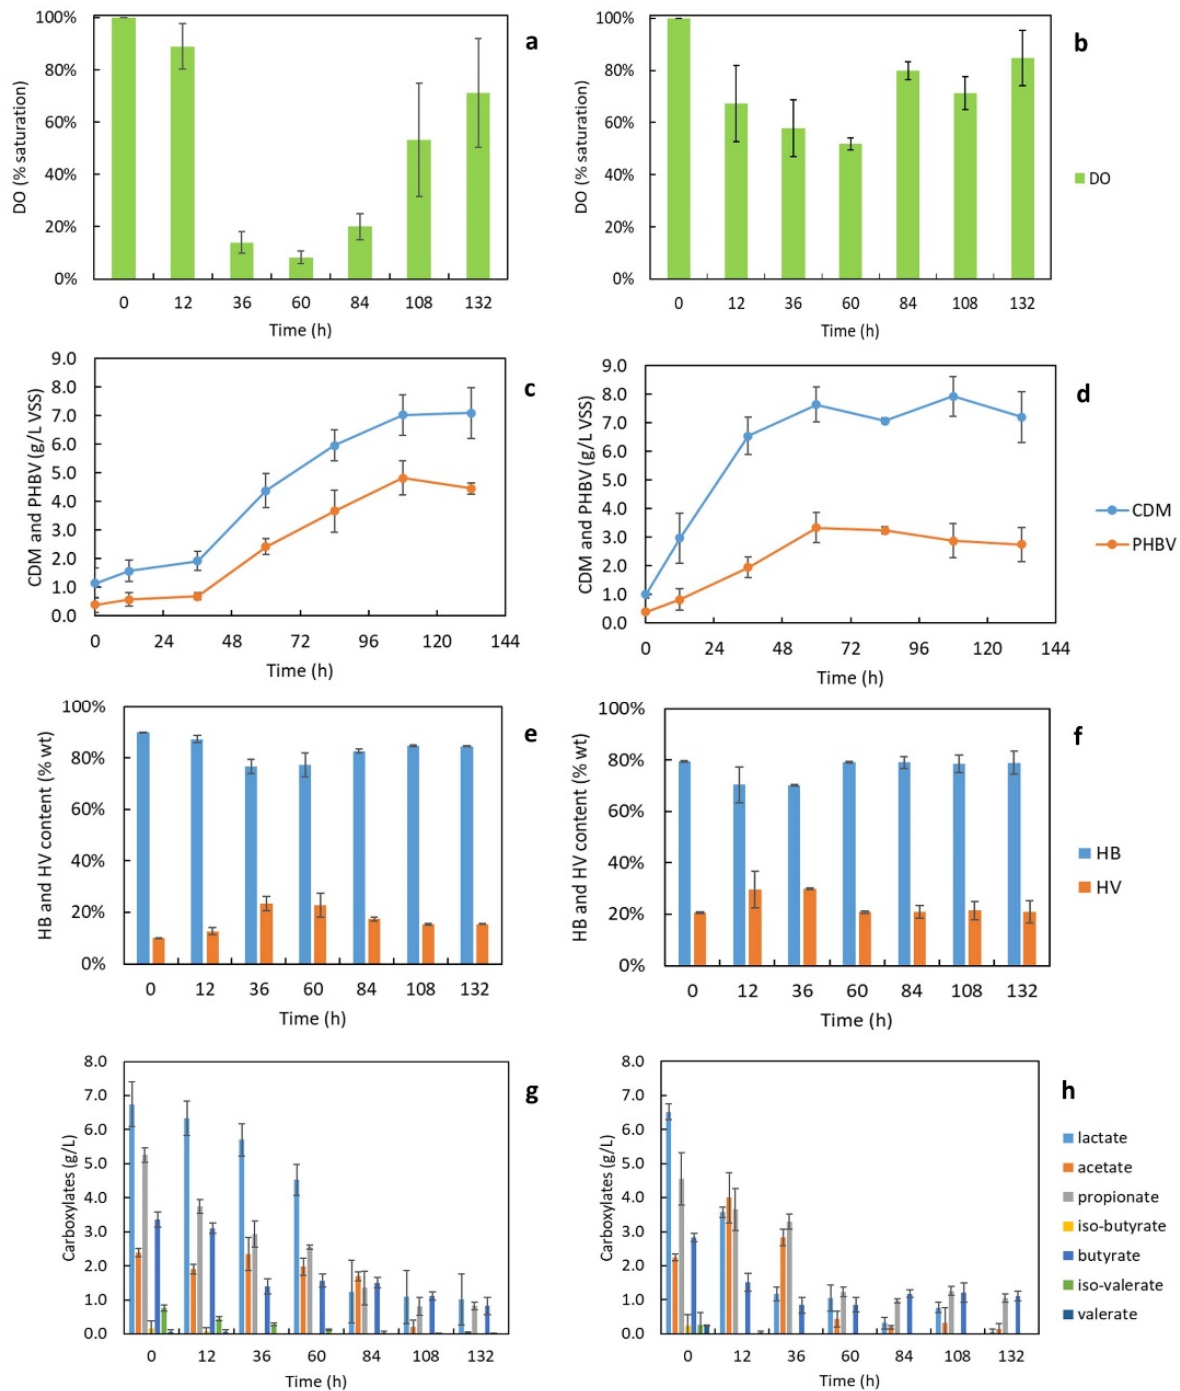 a
DO (% saturation)
100%
80%
60%
40%
20%
0%
0 12 36 60 84 108 132
Time (h)
b
DO (% saturation)
100%
80%
60%
40%
20%
0%
0 12 36 60 84 108 132
Time (h)
DO
c
CDM and PHBV (g/L VSS)
9.0
8.0
7.0
6.0
5.0
4.0
3.0
2.0
1.0
0.0
0 24 48 72 96 120 144
Time (h)
d
CDM and PHBV (g/L VSS)
9.0
8.0
7.0
6.0
5.0
4.0
3.0
2.0
1.0
0.0
0 24 48 72 96 120 144
Time (h)
CDM
PHBV
e
HB and HV content (% wt)
100%
80%
60%
40%
20%
0%
0 12 36 60 84 108 132
Time (h)
f
HB and HV content (% wt)
100%
80%
60%
40%
20%
0%
0 12 36 60 84 108 132
Time (h)
HB
HV
g
Carboxylates (g/L)
8.0
7.0
6.0
5.0
4.0
3.0
2.0
1.0
0.0
0 12 36 60 84 108 132
Time (h)
h
Carboxylates (g/L)
8.0
7.0
6.0
5.0
4.0
3.0
2.0
1.0
0.0
0 12 36 60 84 108 132
Time (h)
lactate
acetate
propionate
iso-butyrate
butyrate
iso-valerate
valerate